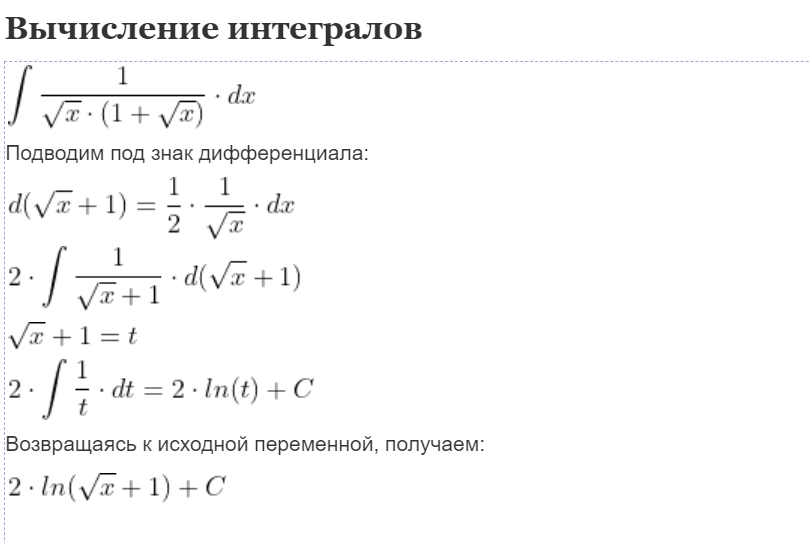 Вычисление интегралов
∫ 1/(√x · (1 + √x)) · dx
Подводим под знак дифференциала:
d(√x + 1) = 1/2 · 1/√x · dx
2 · ∫ 1/(√x + 1) · d(√x + 1)
√x + 1 = t
2 · ∫ 1/t · dt = 2 · ln(t) + C
Возвращаясь к исходной переменной, получаем:
2 · ln(√x + 1) + C